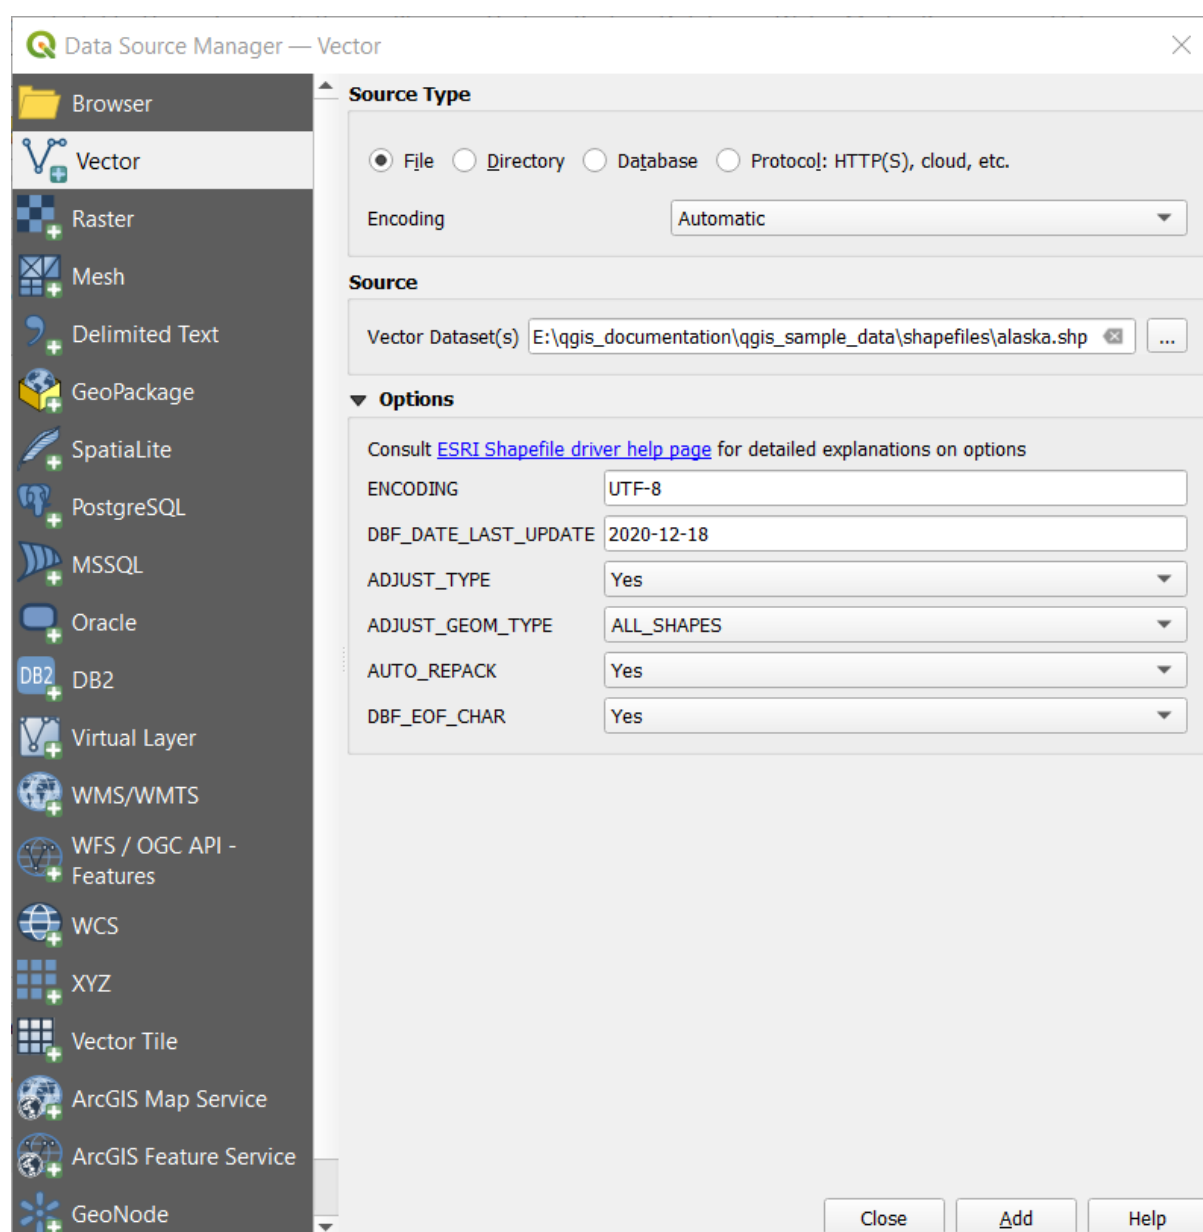 Data Source Manager — Vector
Browser
Vector
Raster
Mesh
Delimited Text
GeoPackage
SpatiaLite
PostgreSQL
MSSQL
Oracle
DB2
DB2
Virtual Layer
WMS/WMTS
WFS / OGC API -
Features
WCS
XYZ
Vector Tile
ArcGIS Map Service
ArcGIS Feature Service
GeoNode
Source Type
File Directory Database Protocol: HTTP(S), cloud, etc.
Encoding Automatic
Source
Vector Dataset(s) E:\qgis_documentation\qgis_sample_data\shapefiles\alaska.shp ...
Options
Consult ESRI Shapefile driver help page for detailed explanations on options
ENCODING UTF-8
DBF_DATE_LAST_UPDATE 2020-12-18
ADJUST_TYPE Yes
ADJUST_GEOM_TYPE ALL_SHAPES
AUTO_REPACK Yes
DBF_EOF_CHAR Yes
Close Add Help